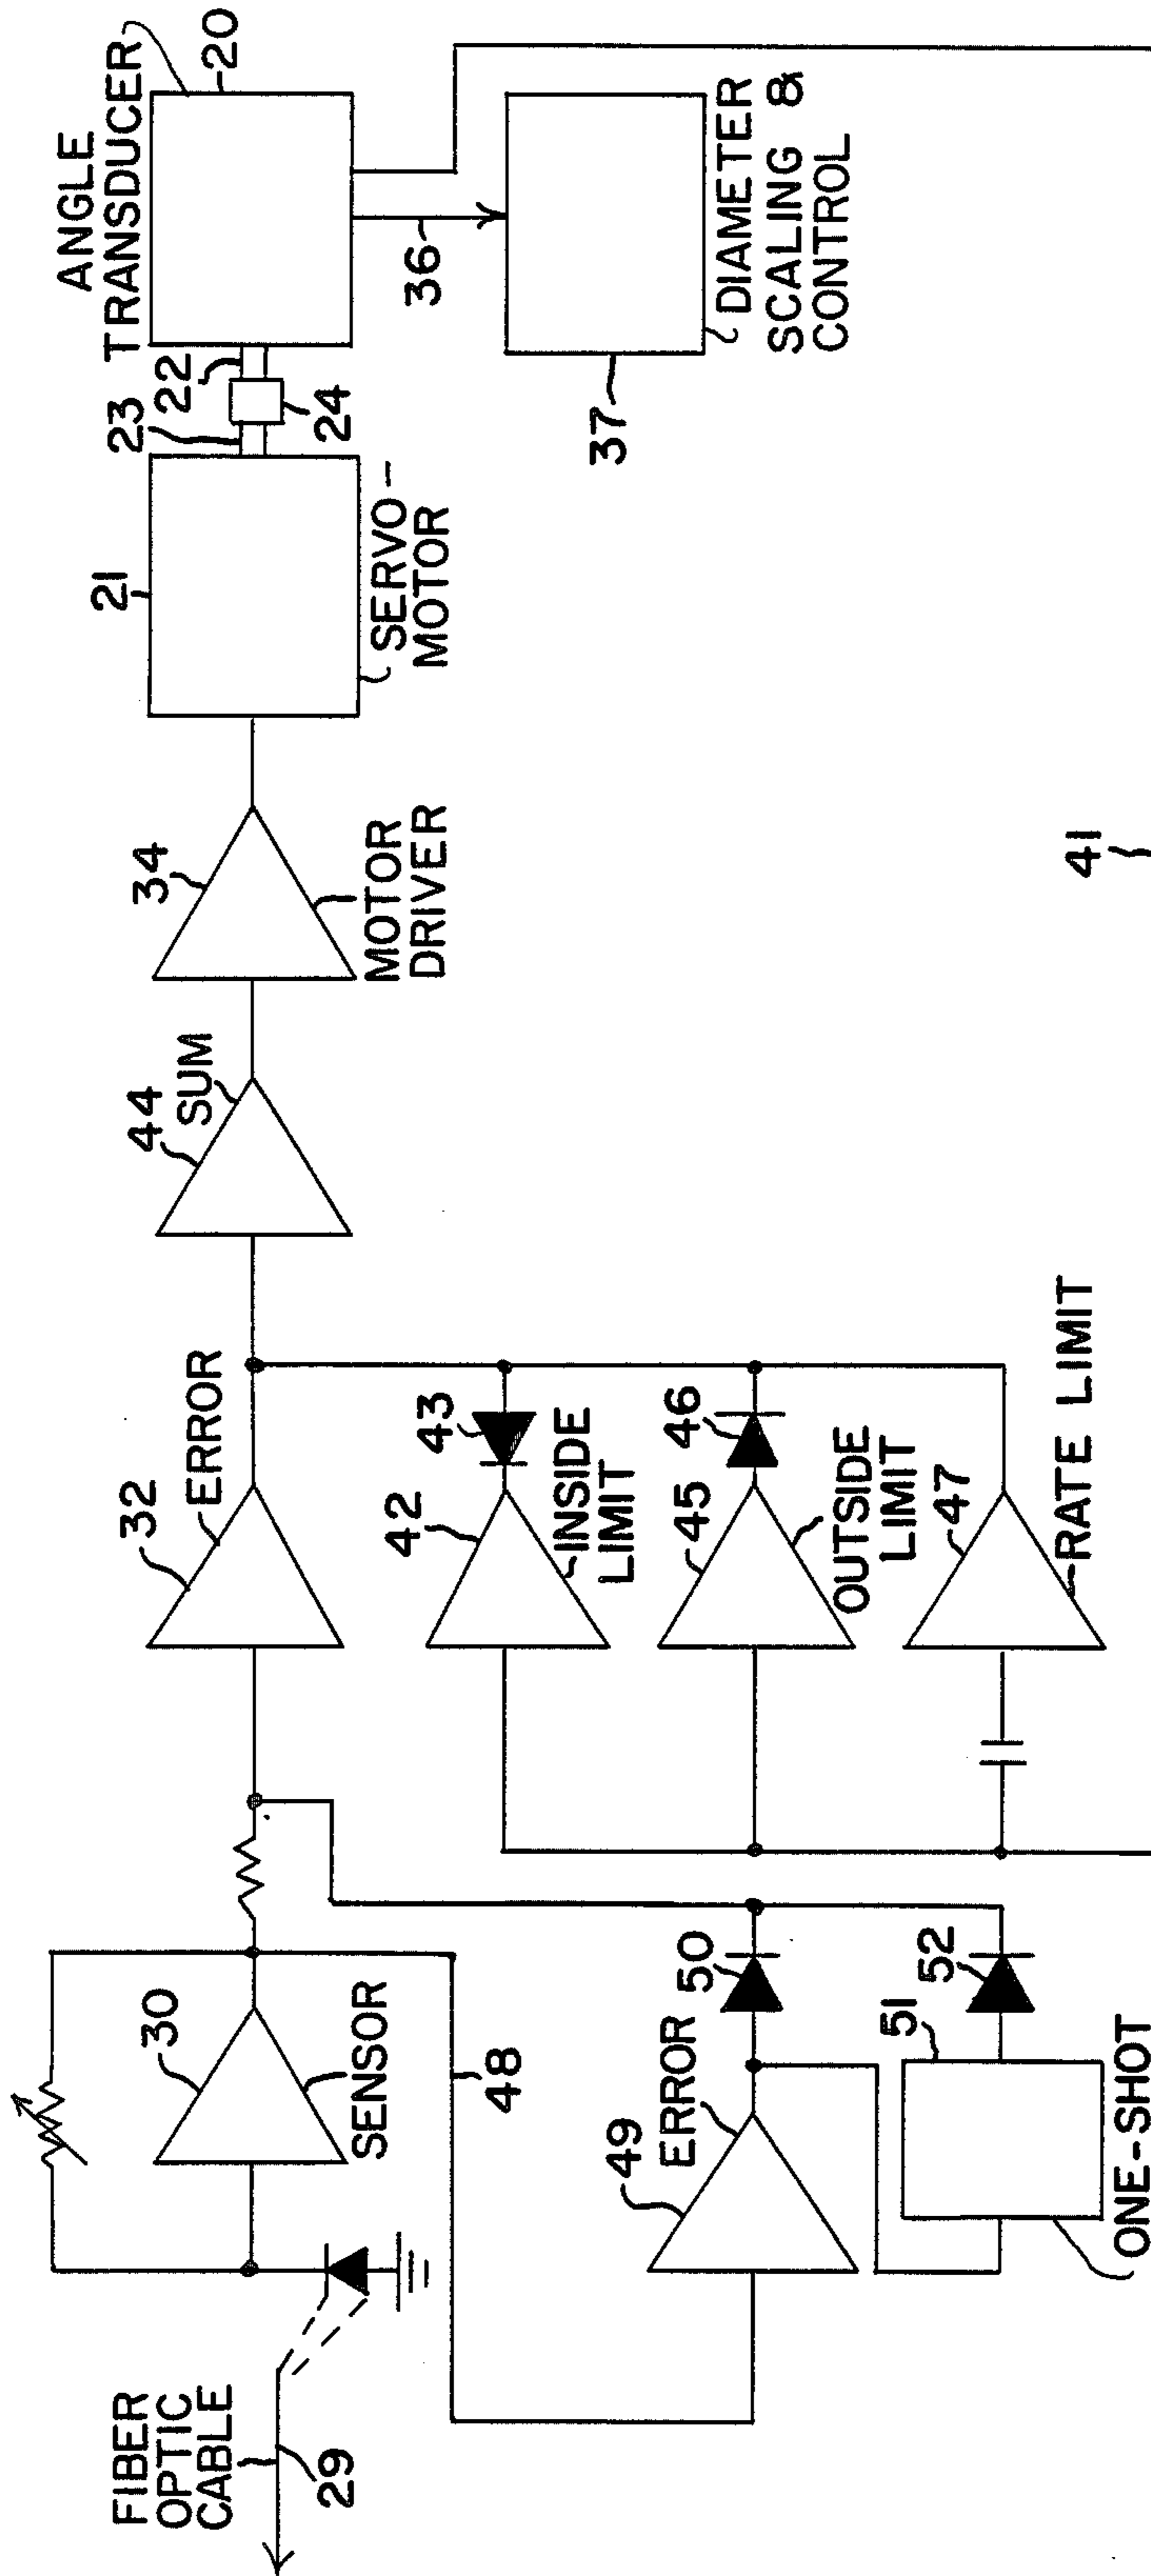 FIBER
OPTIC
CABLE
29
30
SENSOR
48
32
ERROR
44
SUM
34
MOTOR
DRIVER
21
SERVO-
MOTOR
23
22
24
ANGLE
TRANSDUCER
20
36
37
DIAMETER
SCALING &
CONTROL
42
43
INSIDE
LIMIT
45
46
OUTSIDE
LIMIT
47
RATE LIMIT
49
ERROR
50
51
52
ONE-SHOT
41